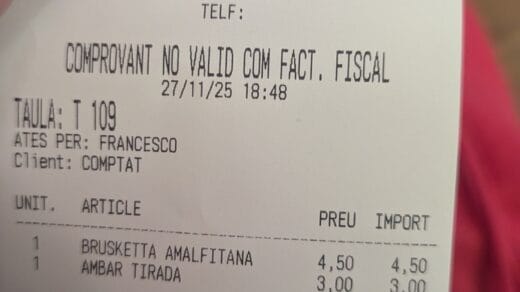 TELF:
COMPROVANT NO VALID COM FACT. FISCAL
27/11/25 18:48
TAULA: T 109
ATES PER: FRANCESCO
Client: COMPTAT
UNIT. ARTICLE PREU IMPORT
1 BRUSKETTA AMALFITANA 4,50 4,50
1 AMBAR TIRADA 3,00 3,00